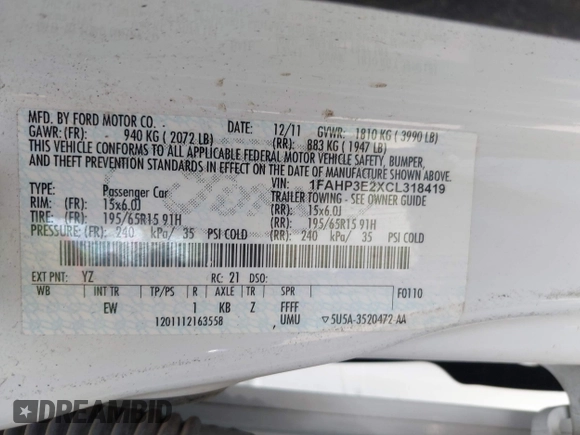 MFD. BY FORD MOTOR CO. DATE: 12/11 GVWR: 1810 KG ( 3990 LB)
GAWR: (FR): 940 KG ( 2072 LB) (RR): 883 KG ( 1947 LB)
THIS VEHICLE CONFORMS TO ALL APPLICABLE FEDERAL MOTOR VEHICLE SAFETY, BUMPER,
AND THEFT PREVENTION STANDARDS IN EFFECT ON THE DATE OF MANUFACTURE SHOWN ABOVE.
VIN: 1FAHP3E2XCL318419
TYPE: Passenger Car TRAILER TOWING - SEE OWNER GUIDE
RIM: (FR): 15x6.0J (RR): 15x6.0J
TIRE: (FR): 195/65R15 91H (RR): 195/65R15 91H
PRESSURE: (FR): 240 kPa/ 35 PSI COLD (RR): 240 kPa/ 35 PSI COLD
EXT PNT: YZ RC: 21 DSO:
WB INT TR TP/PS R AXLE TR SPR F0110
EW 1 KB Z FFFF
1201112163558 , UMU ▽5U5A-3520472 AA
DREAMBID